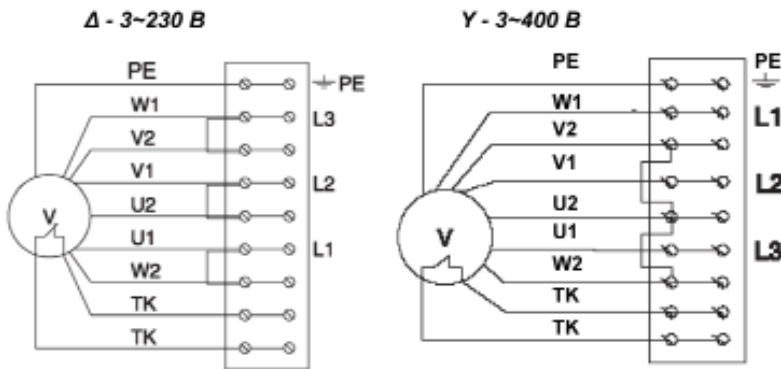 Δ - 3~230 В
PE
PE
W1
L3
V2
V1
L2
U2
V
U1
L1
W2
TK
TK
Y - 3~400 В
PE
PE
W1
L1
V2
V1
L2
U2
V
U1
L3
W2
TK
TK